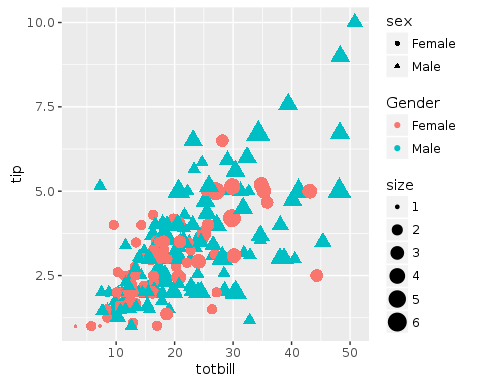 10.0
7.5
5.0
2.5
tip
10
20
30
40
50
totbill
sex
Female
Male
Gender
Female
Male
size
1
2
3
4
5
6